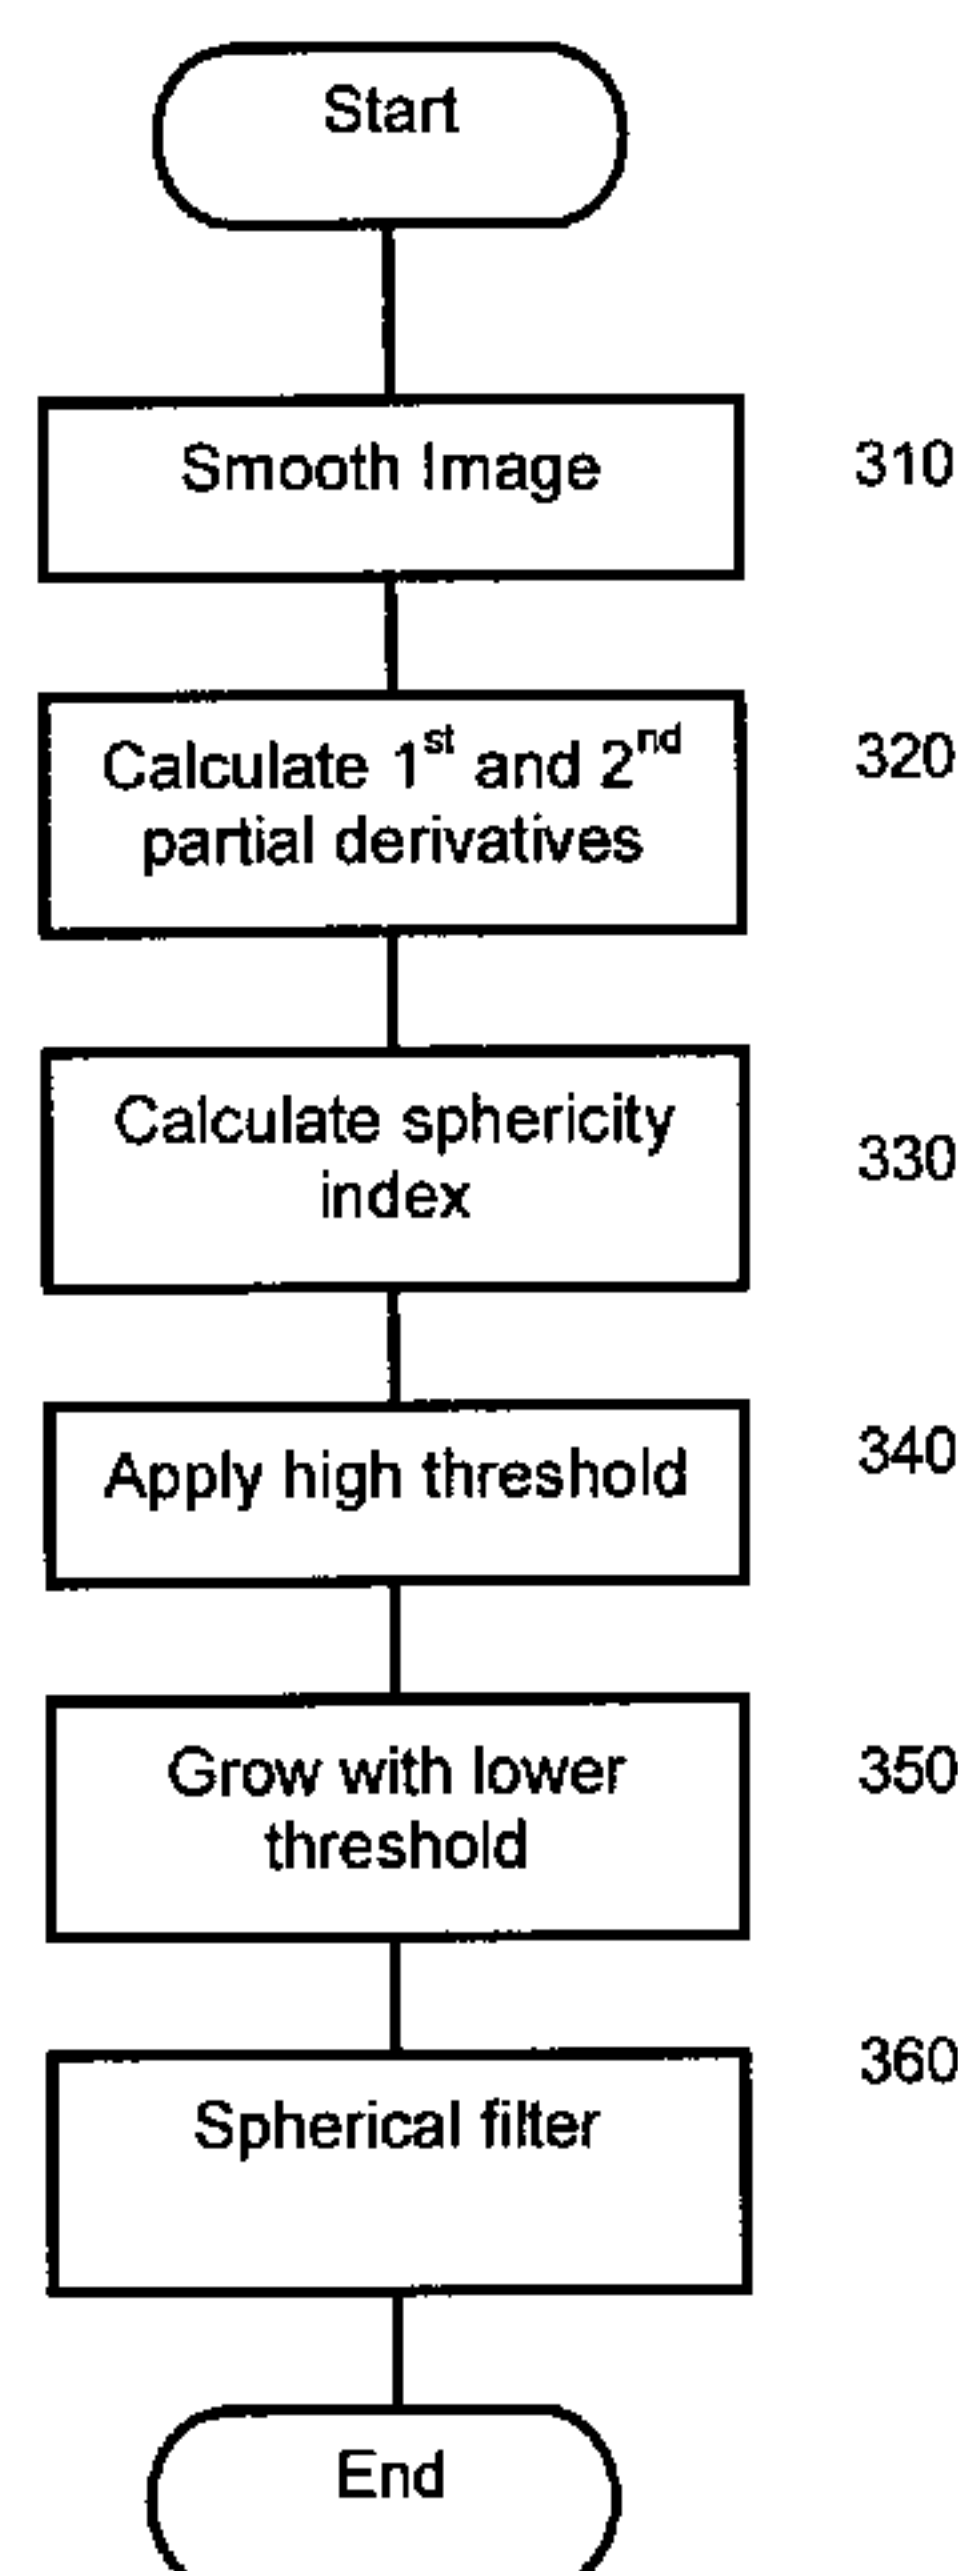 Start
Smooth Image
310
Calculate 1st and 2nd
partial derivatives
320
Calculate sphericity
index
330
Apply high threshold
340
Grow with lower
threshold
350
Spherical filter
360
End